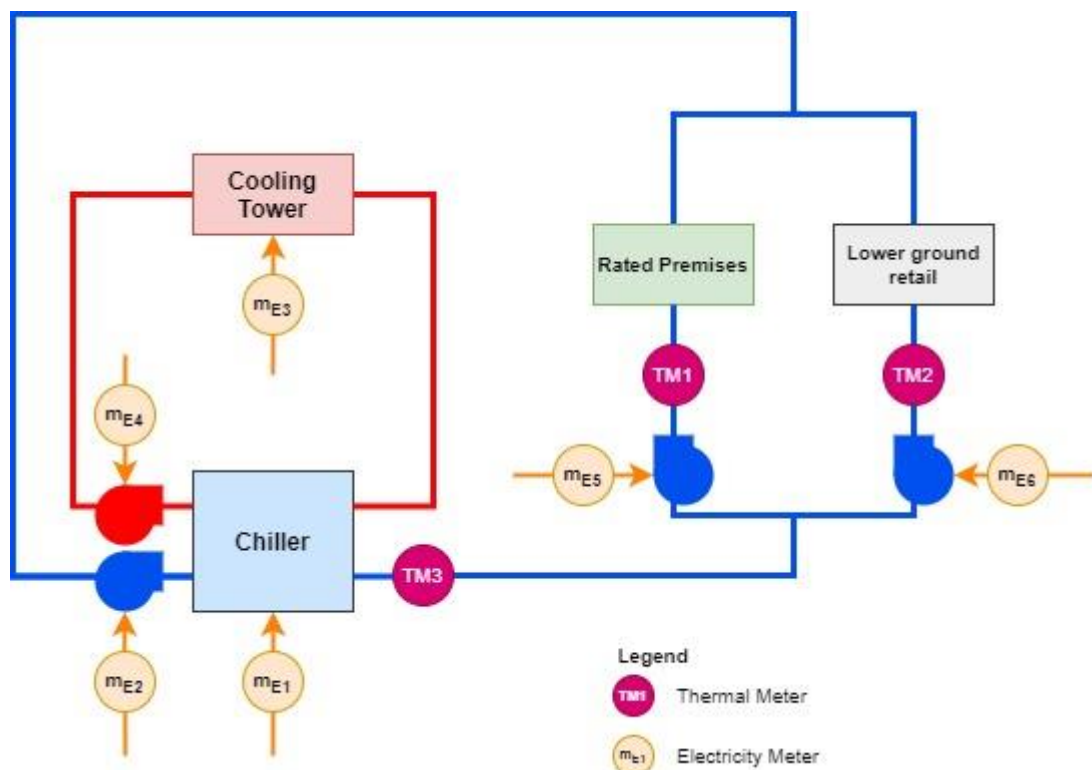 Cooling
Tower
mE3
Rated Premises
Lower ground
retail
TM1
TM2
mE4
mE5
mE6
Chiller
TM3
mE2
mE1
Legend
TM1 Thermal Meter
mE1 Electricity Meter